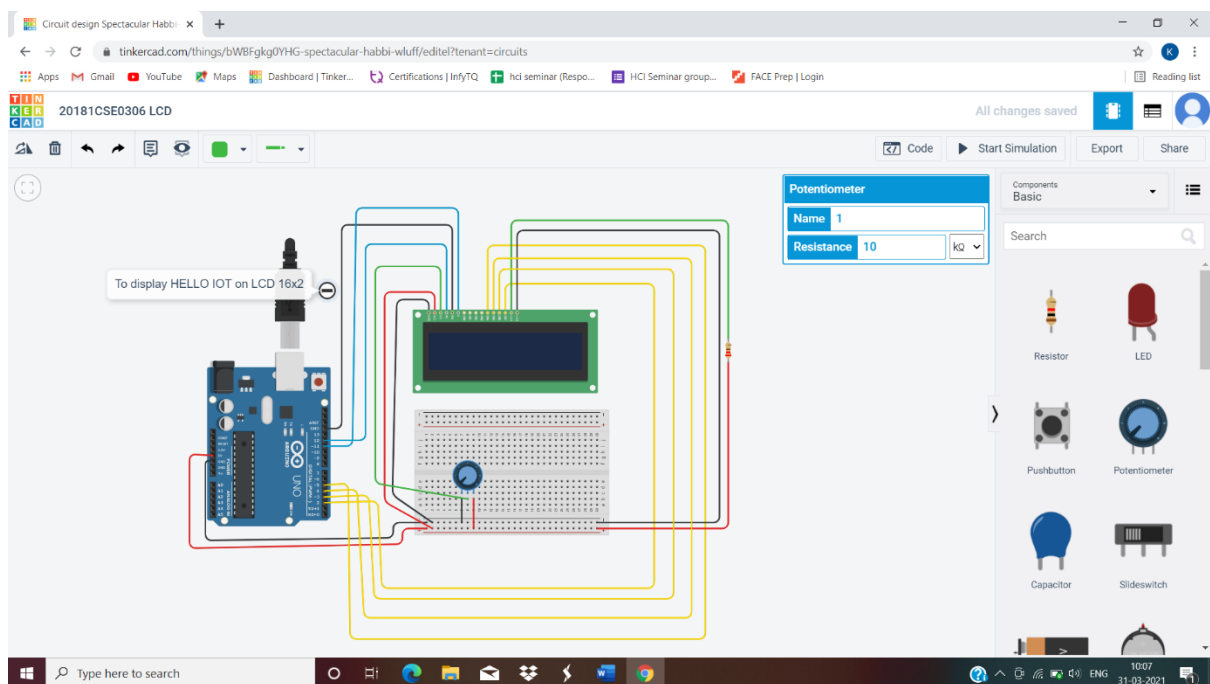 Circuit design Spectacular Habbi-
tinkercad.com/things/bWBFgkg0YHG-spectacular-habbi-wluff/editel?tenant=circuits
K
Apps Gmail YouTube Maps Dashboard | Tinker... Certifications | InfyTQ hci seminar (Respo... HCI Seminar group... FACE Prep | Login Reading list
TIN
KER
CAD
20181CSE0306 LCD
All changes saved
Code Start Simulation Export Share
Potentiometer
Name 1
Resistance 10 kΩ
Components
Basic
Search
To display HELLO IOT on LCD 16x2
Resistor LED
UNO
ARDUINO
Pushbutton Potentiometer
Capacitor Slideswitch
Type here to search
ENG
10:07
31-03-2021